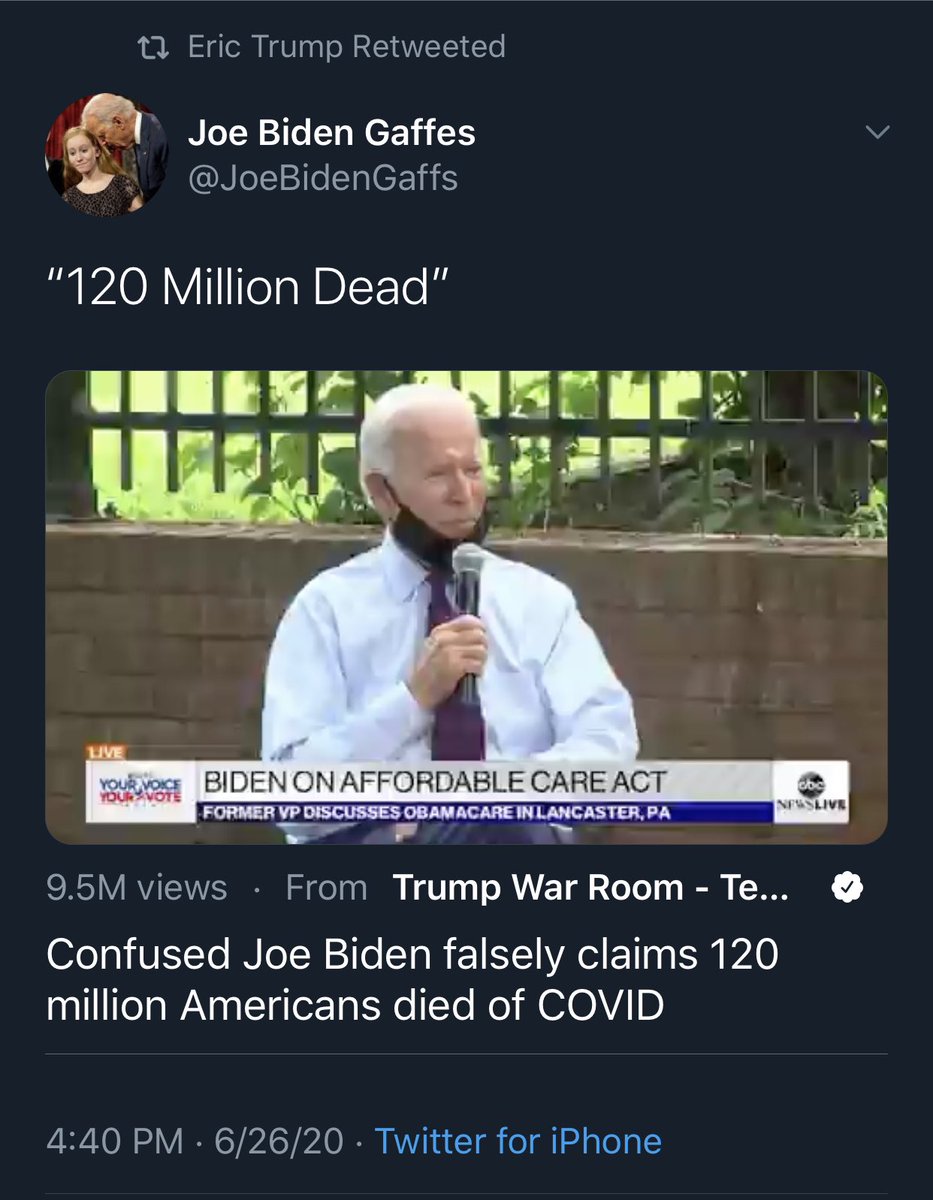 Eric Trump Retweeted
Joe Biden Gaffes
@JoeBidenGaffs
“120 Million Dead”
LIVE
YOUR VOICE
YOUR VOTE
BIDEN ON AFFORDABLE CARE ACT
FORMER VP DISCUSSES OBAMACARE IN LANCASTER, PA
abc
NEWSLIVE
9.5M views · From Trump War Room - Te...
Confused Joe Biden falsely claims 120
million Americans died of COVID
4:40 PM · 6/26/20 · Twitter for iPhone